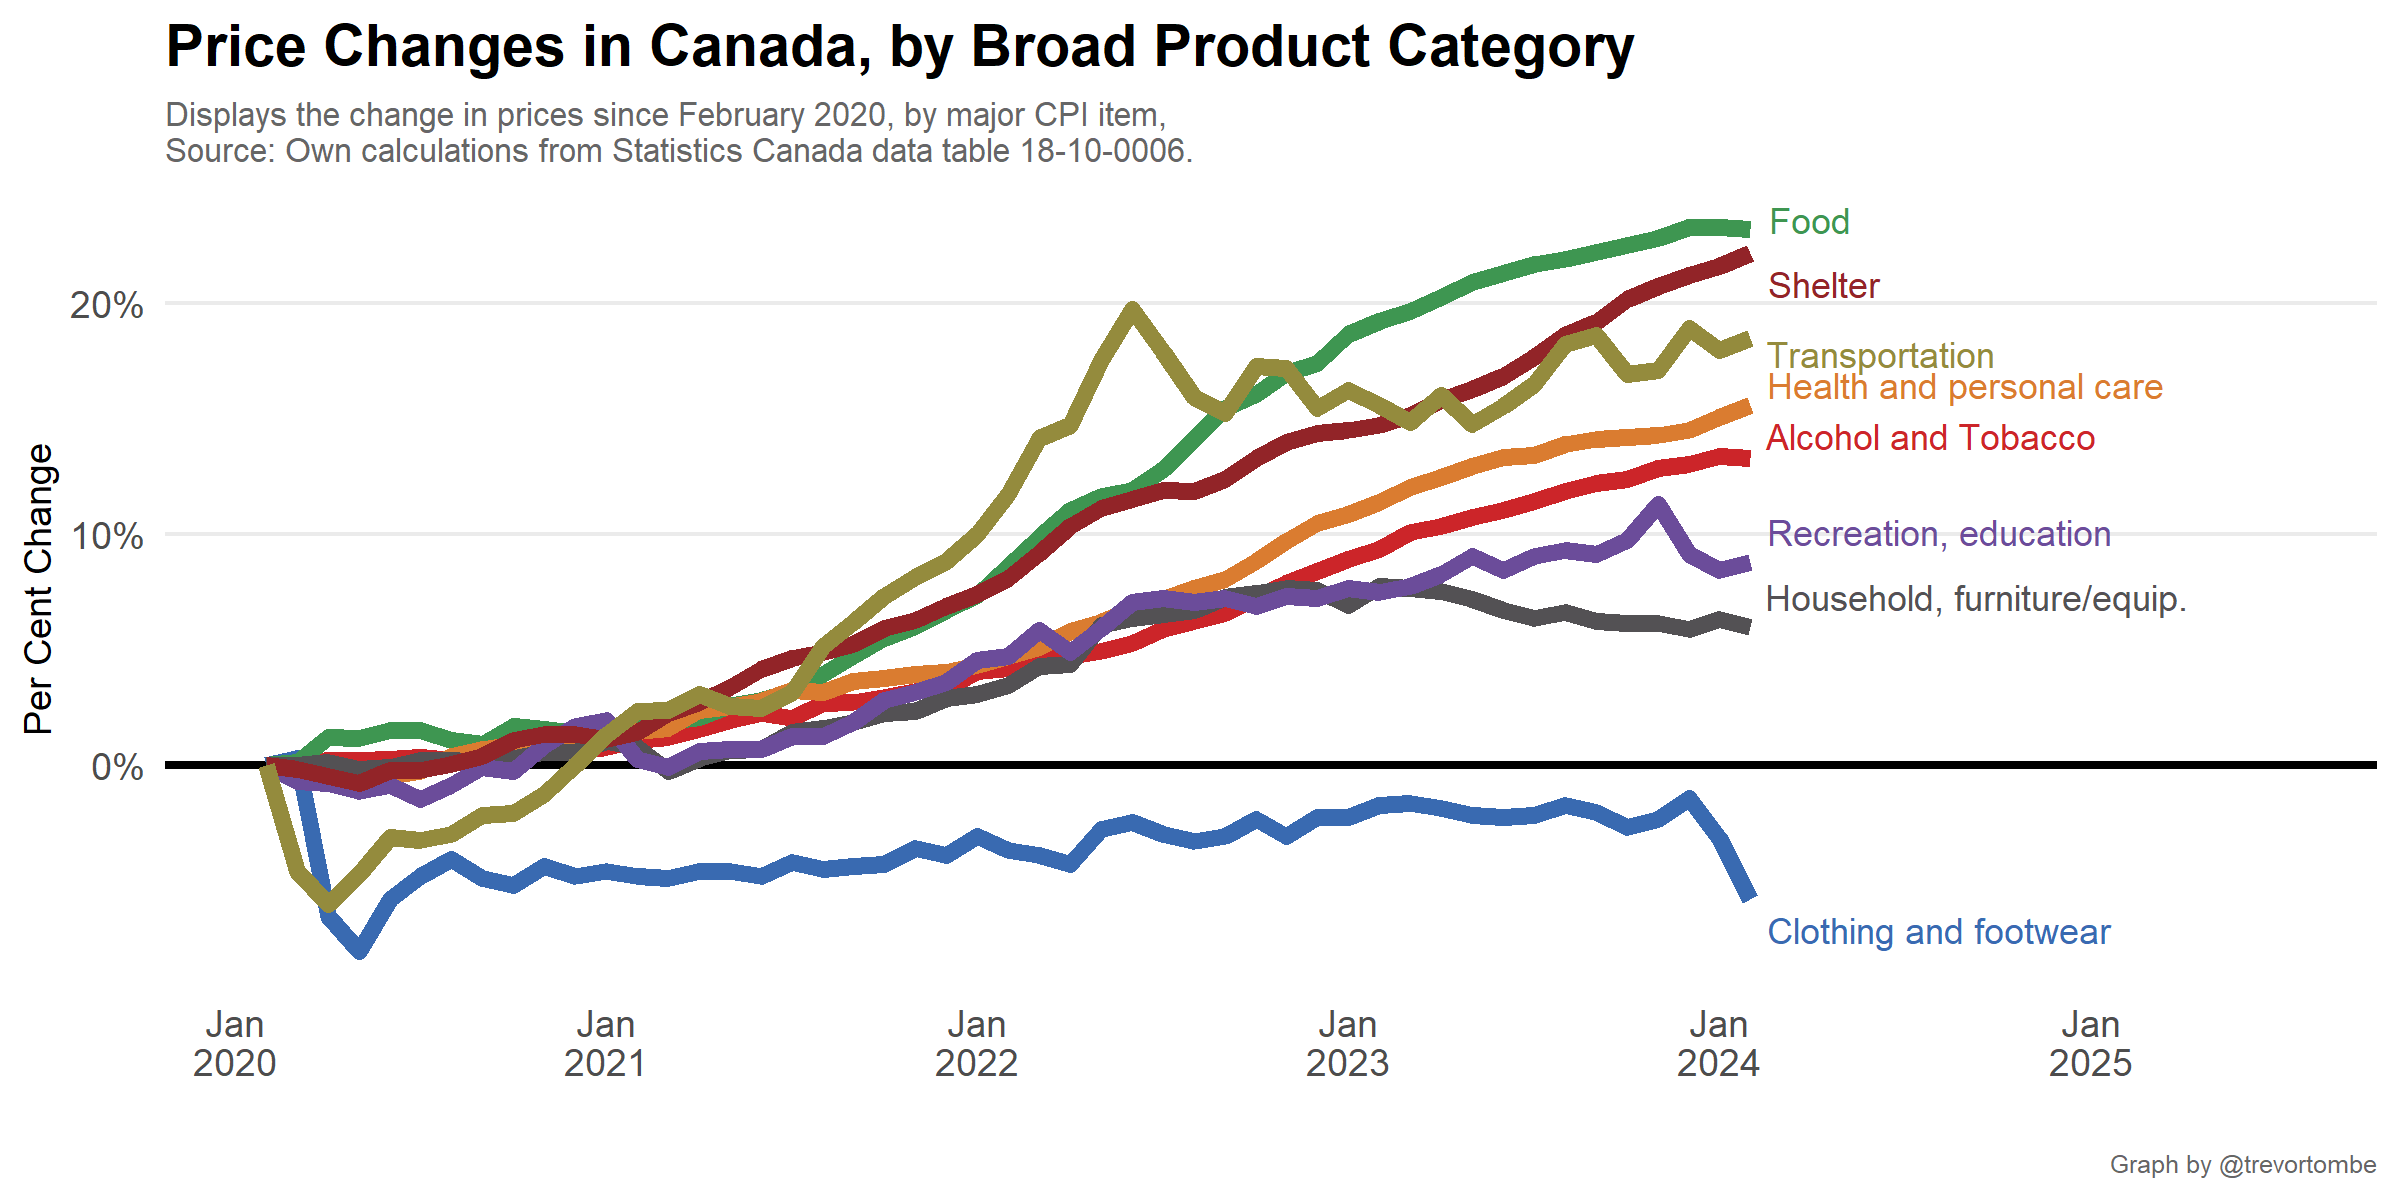 Price Changes in Canada, by Broad Product Category
Displays the change in prices since February 2020, by major CPI item,
Source: Own calculations from Statistics Canada data table 18-10-0006.
Per Cent Change
20%
10%
0%
Food
Shelter
Transportation
Health and personal care
Alcohol and Tobacco
Recreation, education
Household, furniture/equip.
Clothing and footwear
Jan
2020
Jan
2021
Jan
2022
Jan
2023
Jan
2024
Jan
2025
Graph by @trevortombe